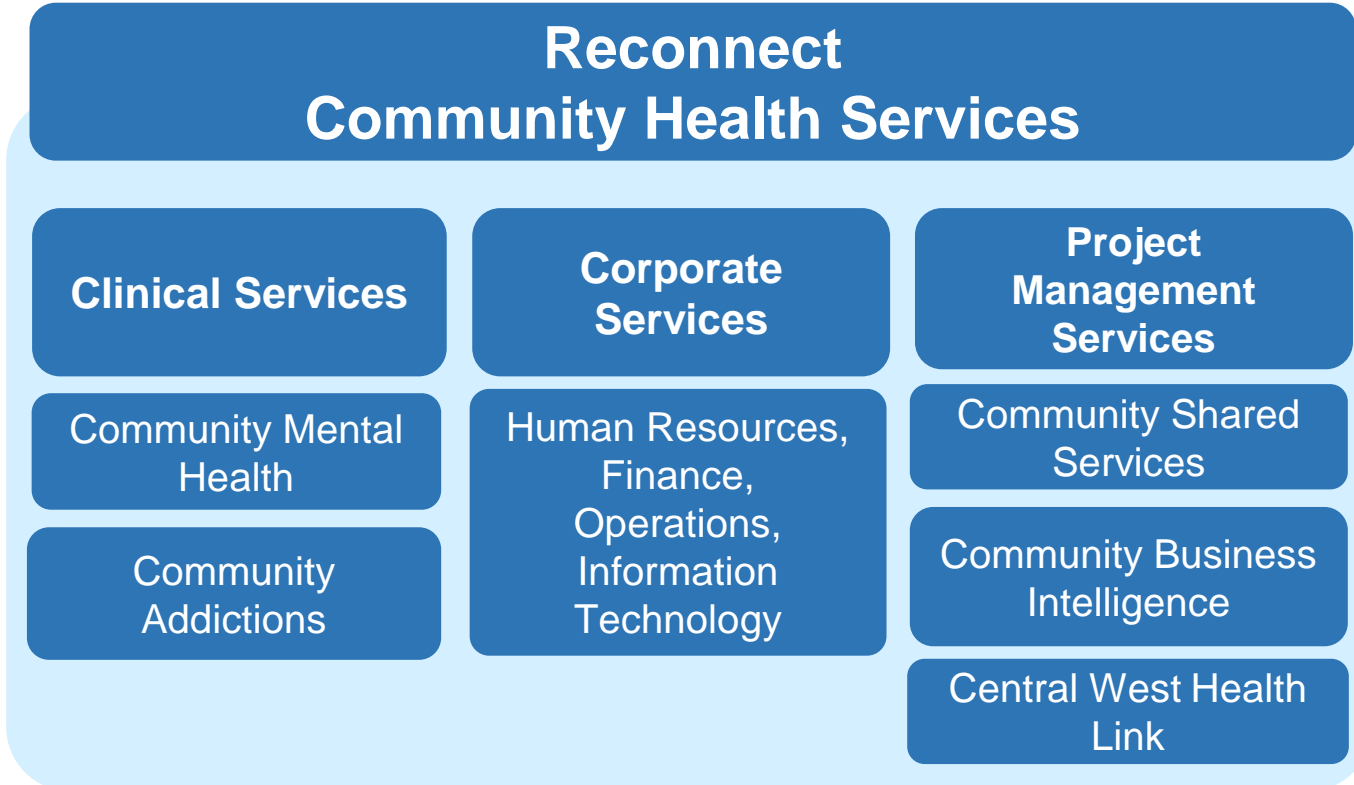 Reconnect
Community Health Services
Clinical Services
Community Mental
Health
Community
Addictions
Corporate
Services
Human Resources,
Finance,
Operations,
Information
Technology
Project
Management
Services
Community Shared
Services
Community Business
Intelligence
Central West Health
Link